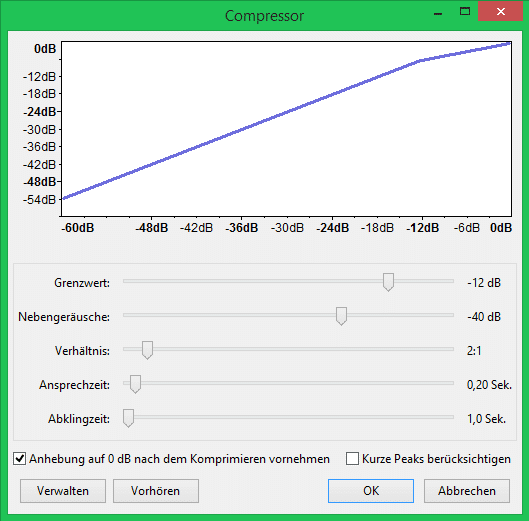 Compressor
0dB
-12dB
-18dB
-24dB
-30dB
-36dB
-42dB
-48dB
-54dB
-60dB -48dB -42dB -36dB -30dB -24dB -18dB -12dB -6dB 0dB
Grenzwert: -12 dB
Nebengeräusche: -40 dB
Verhältnis: 2:1
Ansprechzeit: 0,20 Sek.
Abklingzeit: 1,0 Sek.
Anhebung auf 0 dB nach dem Komprimieren vornehmen Kurze Peaks berücksichtigen
Verwalten Vorhören OK Abbrechen